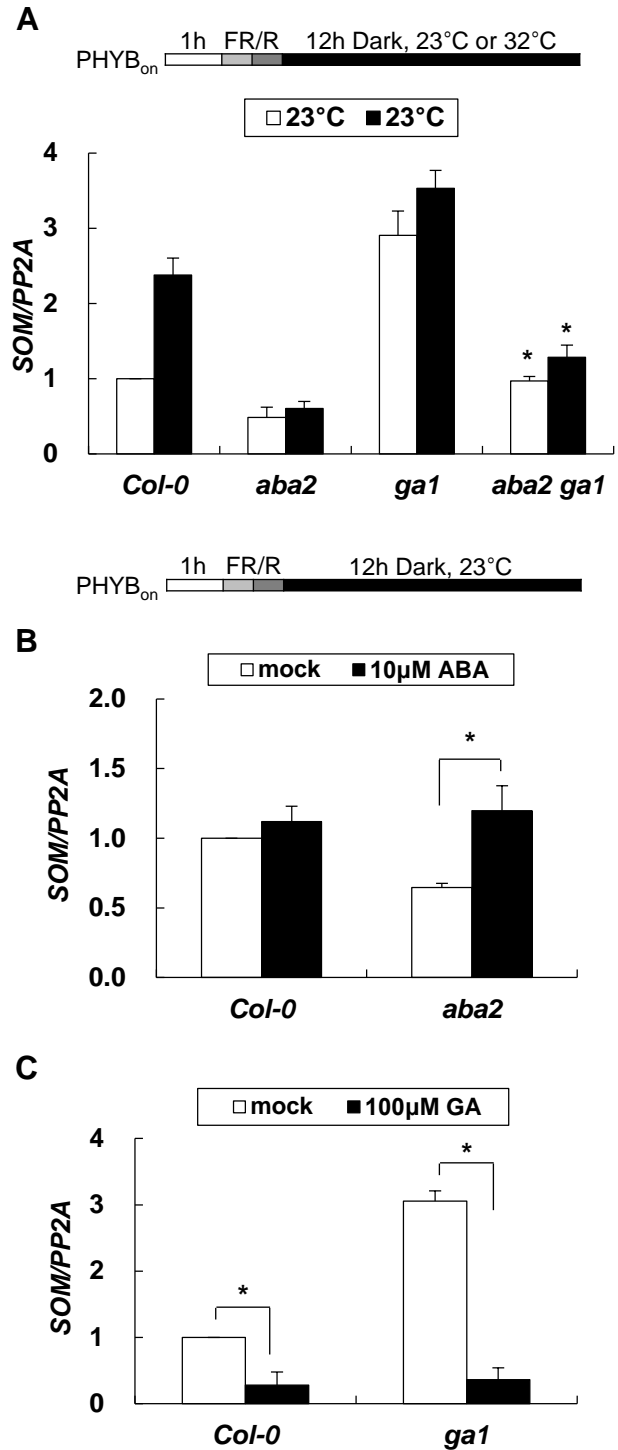 A
1h FR/R 12h Dark, 23°C or 32°C
PHYBon
23°C 23°C
4
3
2
1
0
SOM/PP2A
* *
Col-0 aba2 ga1 aba2 ga1
1h FR/R 12h Dark, 23°C
PHYBon
B
mock 10µM ABA
2.0
1.5
1.0
0.5
0.0
SOM/PP2A
*
Col-0 aba2
C
mock 100µM GA
4
3
2
1
0
SOM/PP2A
* *
Col-0 ga1